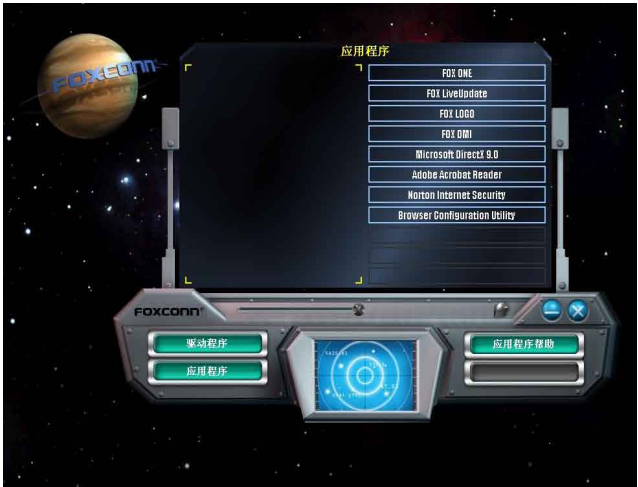 应用程序
FOXCONN
FOX ONE
FOX LiveUpdate
FOX LOGO
FOX DMI
Microsoft DirectX 9.0
Adobe Acrobat Reader
Norton Internet Security
Browser Configuration Utility
FOXCONN®
驱动程序
应用程序
应用程序帮助